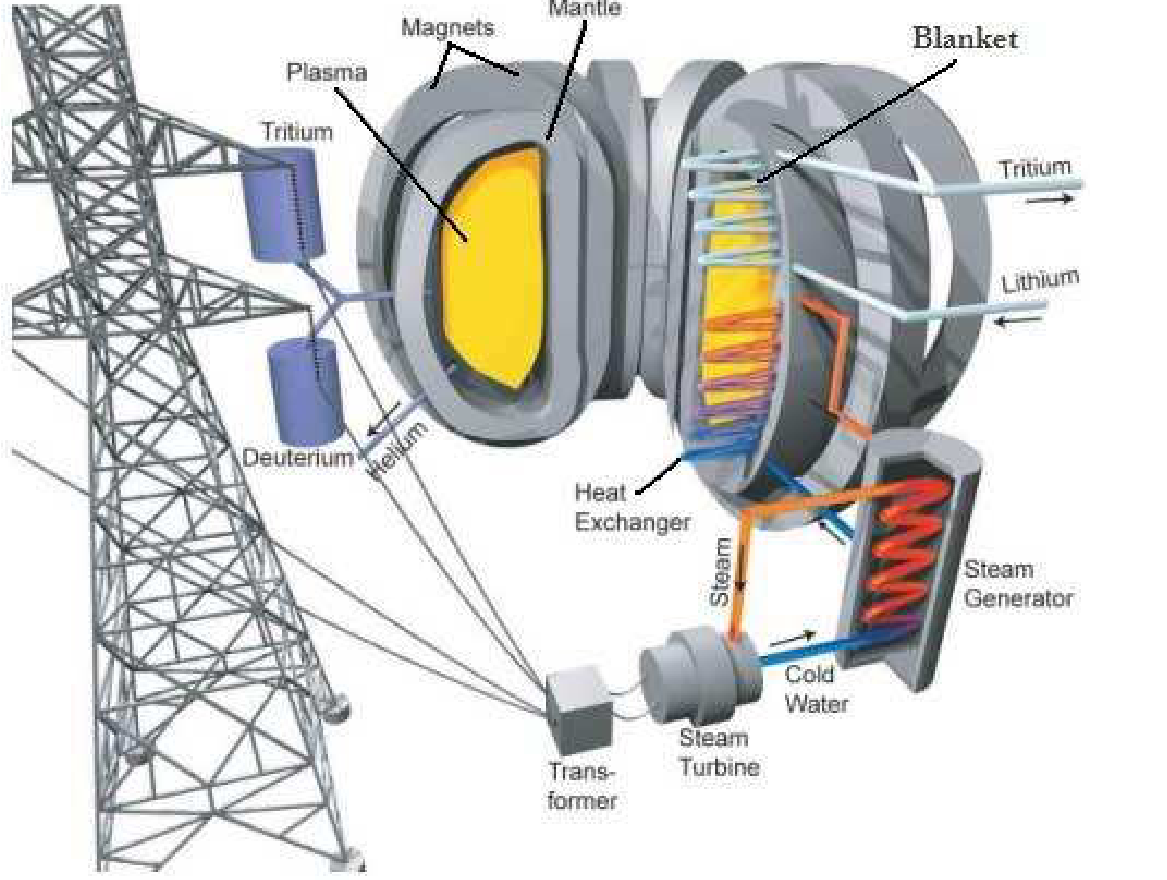 Mantle
Magnets
Blanket
Plasma
Tritium
Tritium
Lithium
Deuterium
Helium
Heat
Exchanger
Steam
Steam
Generator
Cold
Water
Steam
Turbine
Trans-
former